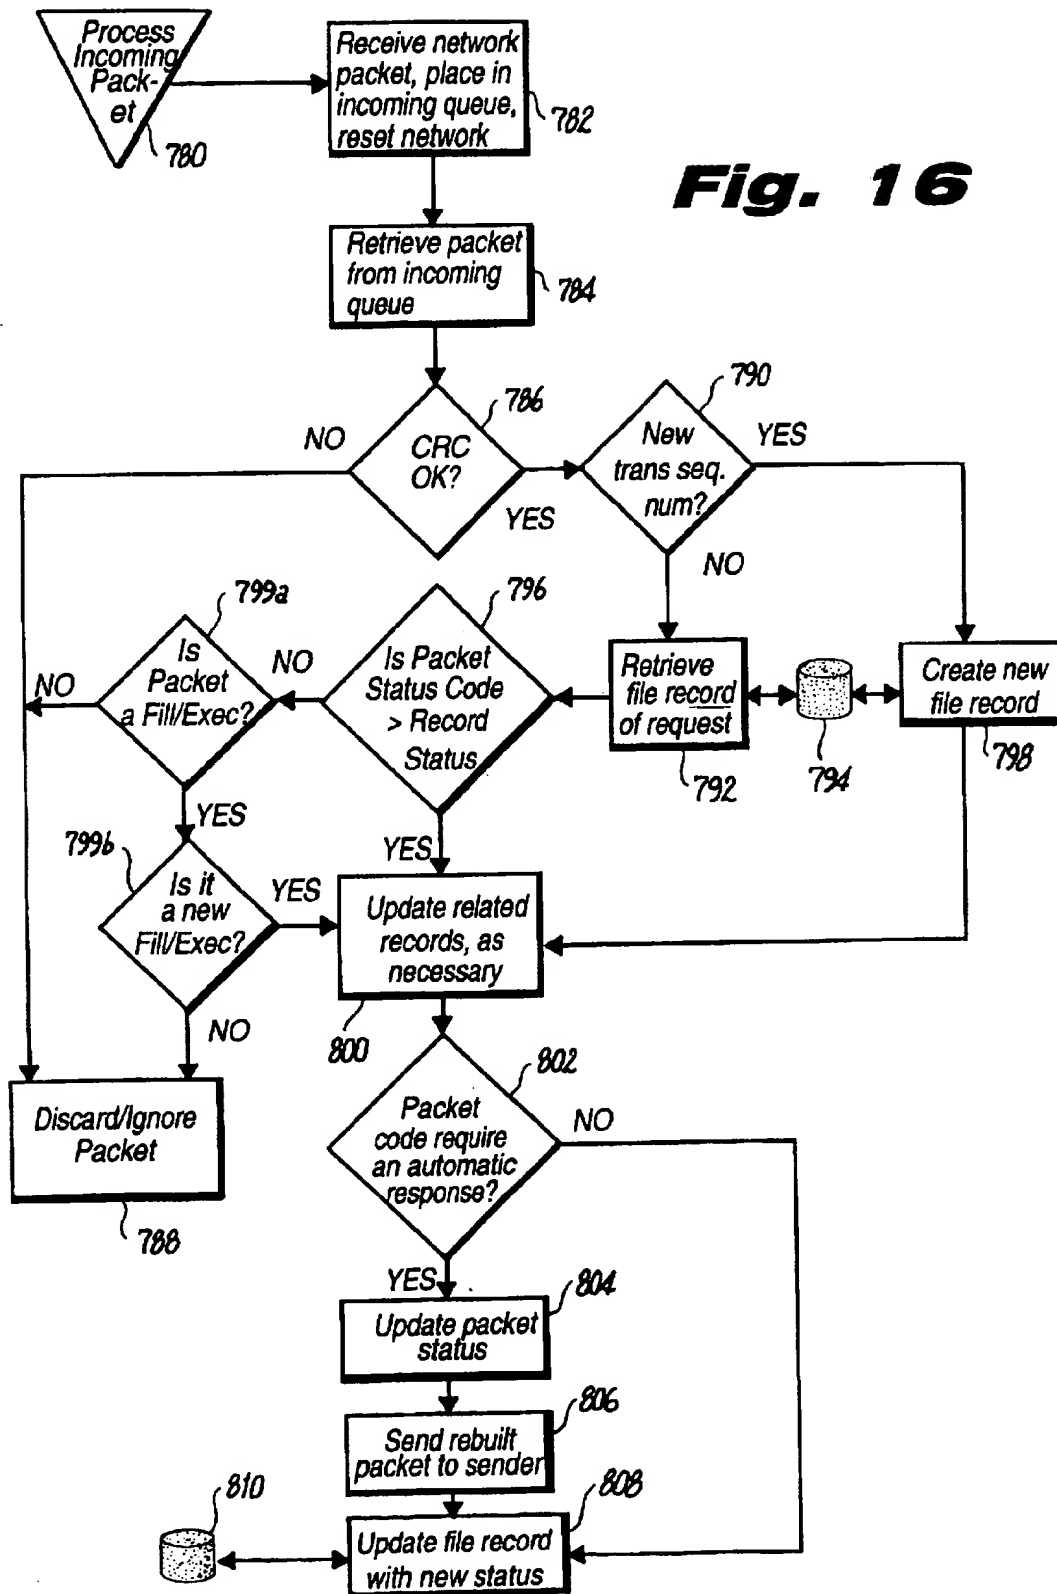 Process
Incoming
Pack-
et
780
Receive network
packet, place in
incoming queue,
reset network
782
Fig. 16
Retrieve packet
from incoming
queue
784
786
NO
CRC
OK?
YES
790
New
trans seq.
num?
YES
NO
799a
Is
Packet
a Fill/Exec?
NO
NO
YES
796
Is Packet
Status Code
> Record
Status
YES
Retrieve
file record
of request
792
794
Create new
file record
798
799b
Is it
a new
Fill/Exec?
YES
NO
Update related
records, as
necessary
800
Discard/Ignore
Packet
788
802
Packet
code require
an automatic
response?
NO
YES
804
Update packet
status
806
Send rebuilt
packet to sender
808
810
Update file record
with new status